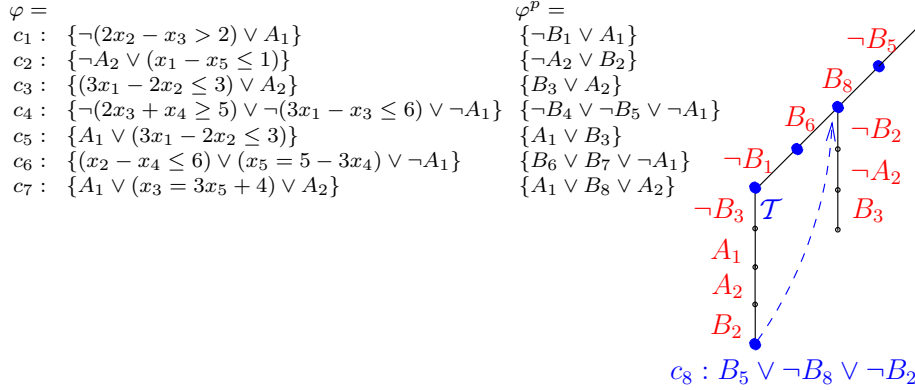 φ = φᵖ =
c₁ : {¬(2x₂ − x₃ > 2) ∨ A₁} {¬B₁ ∨ A₁}
c₂ : {¬A₂ ∨ (x₁ − x₅ ≤ 1)} {¬A₂ ∨ B₂}
c₃ : {(3x₁ − 2x₂ ≤ 3) ∨ A₂} {B₃ ∨ A₂}
c₄ : {¬(2x₃ + x₄ ≥ 5) ∨ ¬(3x₁ − x₃ ≤ 6) ∨ ¬A₁} {¬B₄ ∨ ¬B₅ ∨ ¬A₁}
c₅ : {A₁ ∨ (3x₁ − 2x₂ ≤ 3)} {A₁ ∨ B₃}
c₆ : {(x₂ − x₄ ≤ 6) ∨ (x₅ = 5 − 3x₄) ∨ ¬A₁} {B₆ ∨ B₇ ∨ ¬A₁}
c₇ : {A₁ ∨ (x₃ = 3x₅ + 4) ∨ A₂} {A₁ ∨ B₈ ∨ A₂}
¬B₅
B₈
B₆
¬B₁
¬B₂
¬A₂
B₃
T
¬B₃
A₁
A₂
B₂
c₈ : B₅ ∨ ¬B₈ ∨ ¬B₂